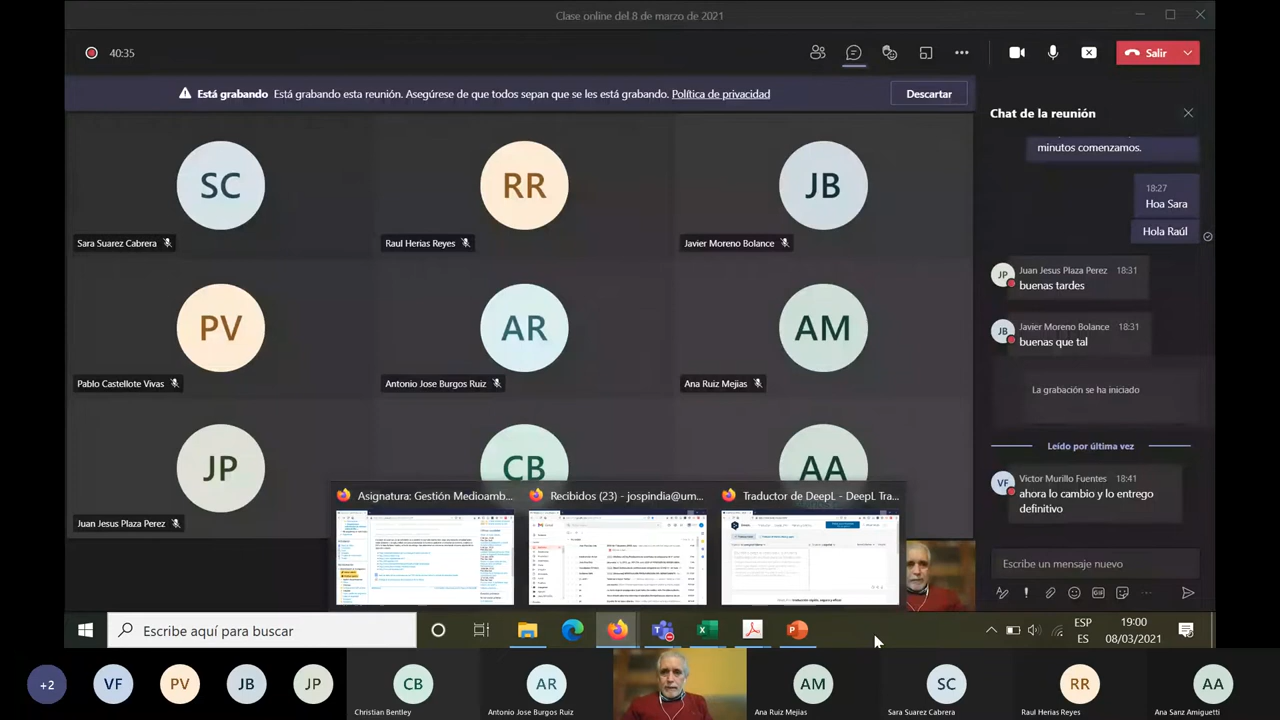 Clase online del 8 de marzo de 2021
40:35
Salir
Está grabando Está grabando esta reunión. Asegúrese de que todos sepan que se les está grabando. Política de privacidad
Descartar
Chat de la reunión
minutos comenzamos.
18:27
Hoa Sara
Hola Raúl
Juan Jesus Plaza Perez 18:31
buenas tardes
Javier Moreno Bolance 18:31
buenas que tal
La grabación se ha iniciado
Leído por última vez
Victor Murillo Fuentes 18:41
ahora lo cambio y lo entrego
definitivo
Escribe un mensaje nuevo
SC
RR
JB
Sara Suarez Cabrera
Raul Herias Reyes
Javier Moreno Bolance
PV
AR
AM
Pablo Castellote Vivas
Antonio Jose Burgos Ruiz
Ana Ruiz Mejias
JP
CB
AA
Juan Jesus Plaza Perez
JP
JB
VF
Asignatura: Gestión Medioamb...
Recibidos (23) - jospindia@um...
Traductor de DeepL - DeepL Tra...
Escribe aquí para buscar
ESP
ES
19:00
08/03/2021
+2
VF
PV
JB
JP
CB
AR
AM
SC
RR
AA
Christian Bentley
Antonio Jose Burgos Ruiz
Ana Ruiz Mejias
Sara Suarez Cabrera
Raul Herias Reyes
Ana Sanz Amiguetti